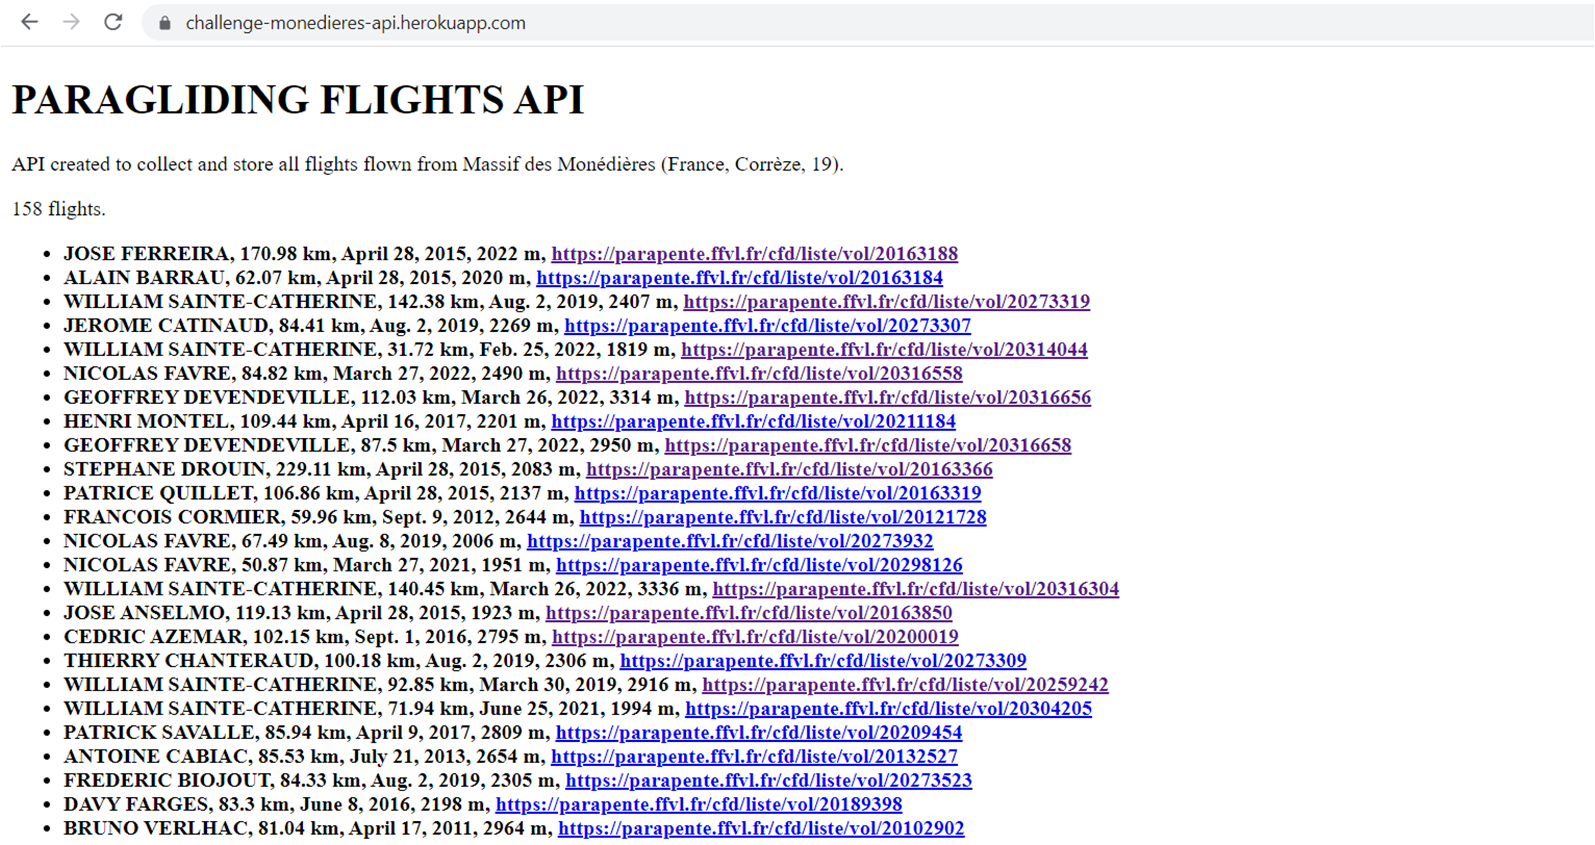 challenge-monedieres-api.herokuapp.com
PARAGLIDING FLIGHTS API
API created to collect and store all flights flown from Massif des Monédières (France, Corrèze, 19).
158 flights.
• JOSE FERREIRA, 170.98 km, April 28, 2015, 2022 m, https://parapente.ffvl.fr/cfd/liste/vol/20163188
• ALAIN BARRAU, 62.07 km, April 28, 2015, 2020 m, https://parapente.ffvl.fr/cfd/liste/vol/20163184
• WILLIAM SAINTE-CATHERINE, 142.38 km, Aug. 2, 2019, 2407 m, https://parapente.ffvl.fr/cfd/liste/vol/20273319
• JEROME CATINAUD, 84.41 km, Aug. 2, 2019, 2269 m, https://parapente.ffvl.fr/cfd/liste/vol/20273307
• WILLIAM SAINTE-CATHERINE, 31.72 km, Feb. 25, 2022, 1819 m, https://parapente.ffvl.fr/cfd/liste/vol/20314044
• NICOLAS FAVRE, 84.82 km, March 27, 2022, 2490 m, https://parapente.ffvl.fr/cfd/liste/vol/20316558
• GEOFFREY DEVENDEVILLE, 112.03 km, March 26, 2022, 3314 m, https://parapente.ffvl.fr/cfd/liste/vol/20316656
• HENRI MONTEL, 109.44 km, April 16, 2017, 2201 m, https://parapente.ffvl.fr/cfd/liste/vol/20211184
• GEOFFREY DEVENDEVILLE, 87.5 km, March 27, 2022, 2950 m, https://parapente.ffvl.fr/cfd/liste/vol/20316658
• STEPHANE DROUIN, 229.11 km, April 28, 2015, 2083 m, https://parapente.ffvl.fr/cfd/liste/vol/20163366
• PATRICE QUILLET, 106.86 km, April 28, 2015, 2137 m, https://parapente.ffvl.fr/cfd/liste/vol/20163319
• FRANCOIS CORMIER, 59.96 km, Sept. 9, 2012, 2644 m, https://parapente.ffvl.fr/cfd/liste/vol/20121728
• NICOLAS FAVRE, 67.49 km, Aug. 8, 2019, 2006 m, https://parapente.ffvl.fr/cfd/liste/vol/20273932
• NICOLAS FAVRE, 50.87 km, March 27, 2021, 1951 m, https://parapente.ffvl.fr/cfd/liste/vol/20298126
• WILLIAM SAINTE-CATHERINE, 140.45 km, March 26, 2022, 3336 m, https://parapente.ffvl.fr/cfd/liste/vol/20316304
• JOSE ANSELMO, 119.13 km, April 28, 2015, 1923 m, https://parapente.ffvl.fr/cfd/liste/vol/20163850
• CEDRIC AZEMAR, 102.15 km, Sept. 1, 2016, 2795 m, https://parapente.ffvl.fr/cfd/liste/vol/20200019
• THIERRY CHANTERAUD, 100.18 km, Aug. 2, 2019, 2306 m, https://parapente.ffvl.fr/cfd/liste/vol/20273309
• WILLIAM SAINTE-CATHERINE, 92.85 km, March 30, 2019, 2916 m, https://parapente.ffvl.fr/cfd/liste/vol/20259242
• WILLIAM SAINTE-CATHERINE, 71.94 km, June 25, 2021, 1994 m, https://parapente.ffvl.fr/cfd/liste/vol/20304205
• PATRICK SAVALLE, 85.94 km, April 9, 2017, 2809 m, https://parapente.ffvl.fr/cfd/liste/vol/20209454
• ANTOINE CABIAC, 85.53 km, July 21, 2013, 2654 m, https://parapente.ffvl.fr/cfd/liste/vol/20132527
• FREDERIC BIOJOUT, 84.33 km, Aug. 2, 2019, 2305 m, https://parapente.ffvl.fr/cfd/liste/vol/20273523
• DAVY FARGES, 83.3 km, June 8, 2016, 2198 m, https://parapente.ffvl.fr/cfd/liste/vol/20189398
• BRUNO VERLHAC, 81.04 km, April 17, 2011, 2964 m, https://parapente.ffvl.fr/cfd/liste/vol/20102902